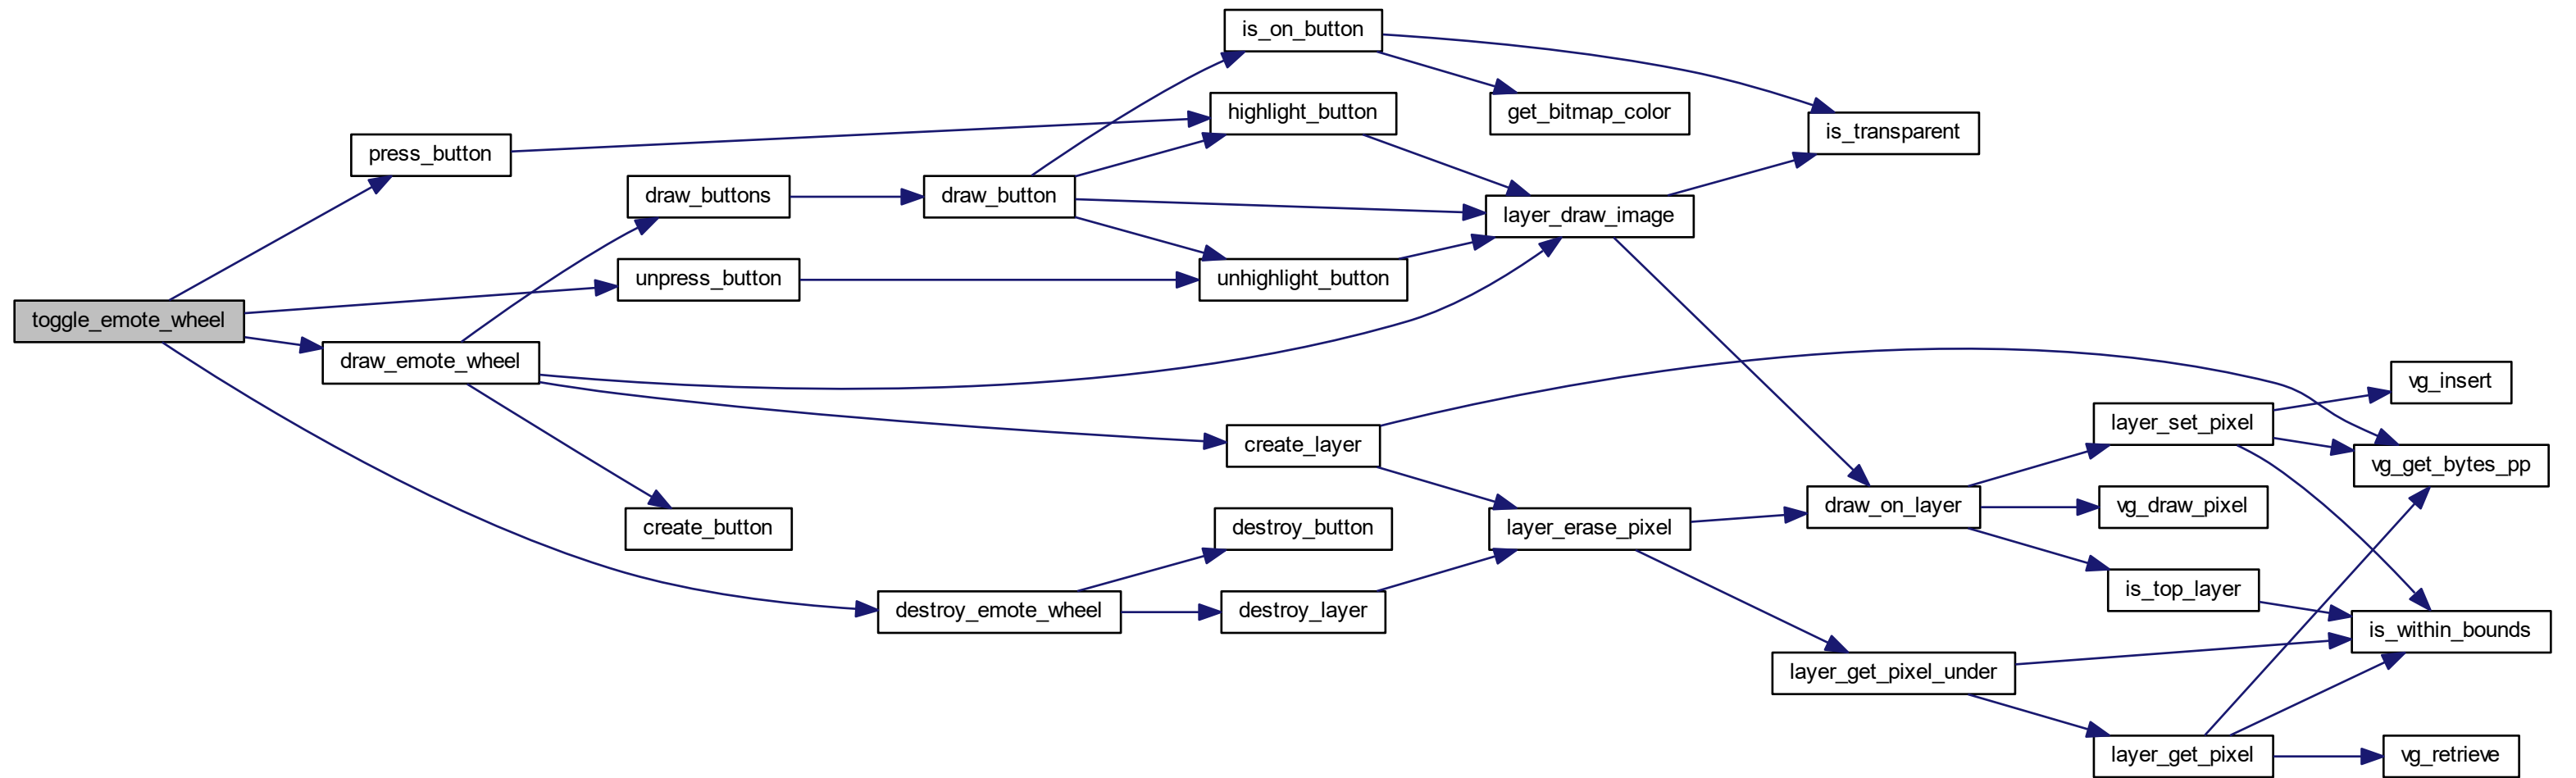 is_on_button
highlight_button
get_bitmap_color
is_transparent
press_button
draw_buttons
draw_button
layer_draw_image
unpress_button
unhighlight_button
toggle_emote_wheel
draw_emote_wheel
vg_insert
layer_set_pixel
create_layer
vg_get_bytes_pp
draw_on_layer
vg_draw_pixel
create_button
destroy_button
layer_erase_pixel
is_top_layer
destroy_emote_wheel
destroy_layer
is_within_bounds
layer_get_pixel_under
layer_get_pixel
vg_retrieve